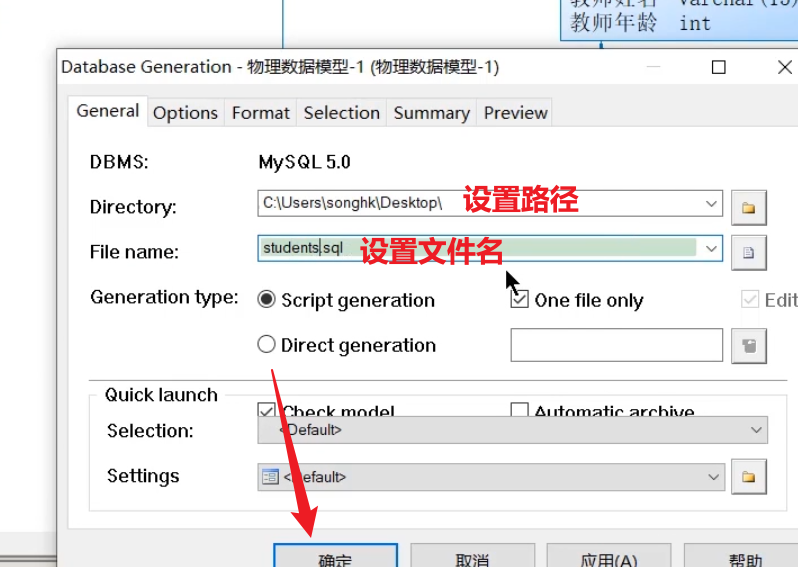 教师姓名 varchar(15)
教师年龄 int
Database Generation - 物理数据模型-1 (物理数据模型-1)
General Options Format Selection Summary Preview
DBMS: MySQL 5.0
Directory: C:\Users\songhk\Desktop\ 设置路径
File name: students.sql 设置文件名
Generation type: Script generation One file only Edit
Direct generation
Quick launch
Check model Automatic archive
Selection: <Default>
Settings <Default>
确定 取消 应用(A) 帮助